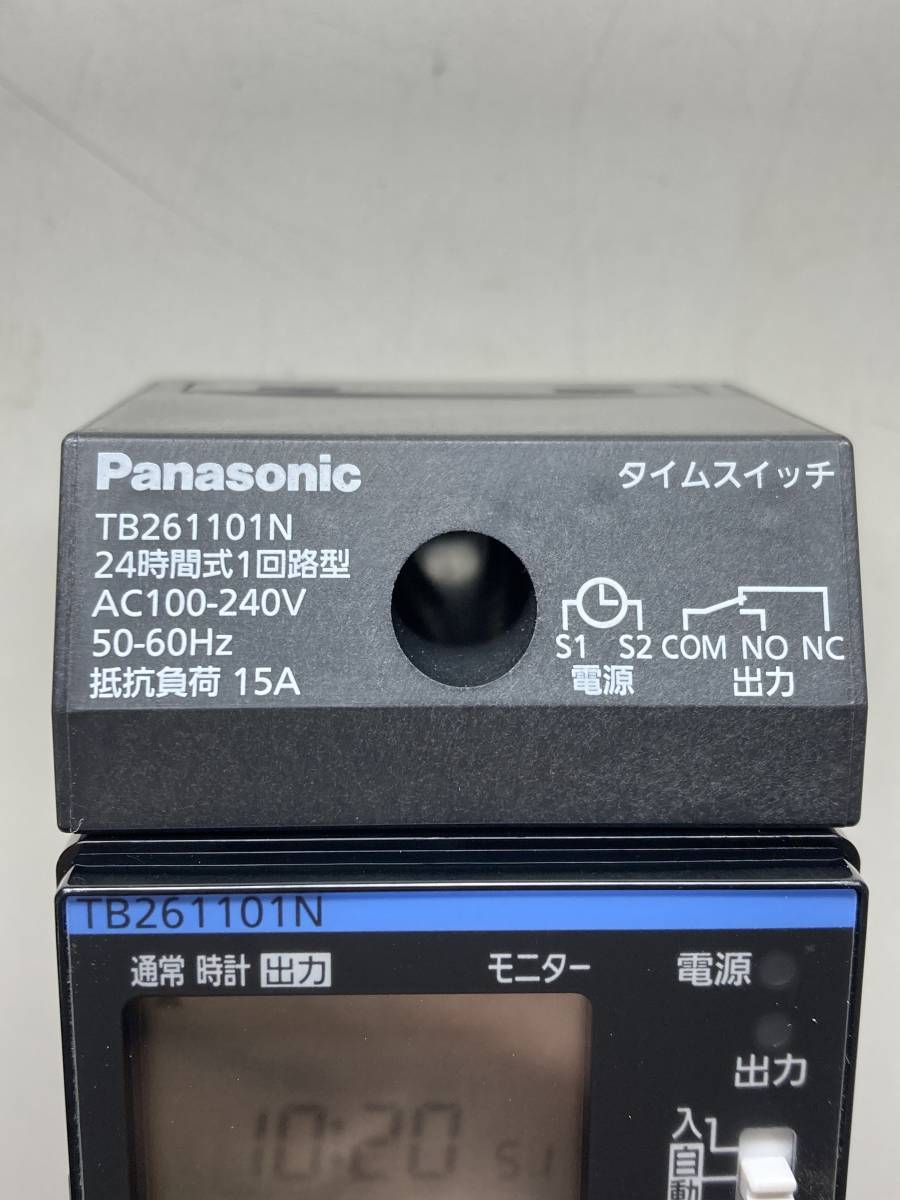 Panasonic
タイムスイッチ
TB261101N
24時間式1回路型
AC100-240V
50-60Hz
抵抗負荷 15A
S1 S2 COM NO NC
電源 出力
TB261101N
通常 時計 出力 モニター 電源
出力
10:20 51
入
自動